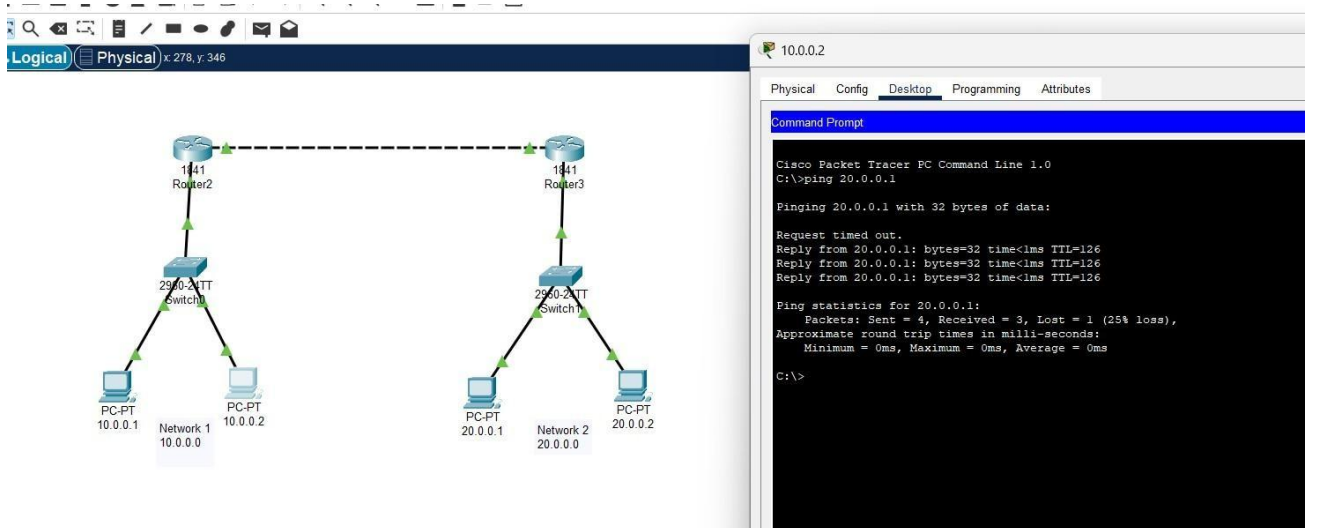 Logical
Physical
x: 278, y: 346
1841
Router2
1841
Router3
2960-24TT
Switch0
2960-24TT
Switch1
PC-PT
10.0.0.1
PC-PT
10.0.0.2
Network 1
10.0.0.0
PC-PT
20.0.0.1
PC-PT
20.0.0.2
Network 2
20.0.0.0
10.0.0.2
Physical Config Desktop Programming Attributes
Command Prompt
Cisco Packet Tracer PC Command Line 1.0
C:\>ping 20.0.0.1
Pinging 20.0.0.1 with 32 bytes of data:
Request timed out.
Reply from 20.0.0.1: bytes=32 time<1ms TTL=126
Reply from 20.0.0.1: bytes=32 time<1ms TTL=126
Reply from 20.0.0.1: bytes=32 time<1ms TTL=126
Ping statistics for 20.0.0.1:
Packets: Sent = 4, Received = 3, Lost = 1 (25% loss),
Approximate round trip times in milli-seconds:
Minimum = 0ms, Maximum = 0ms, Average = 0ms
C:\>